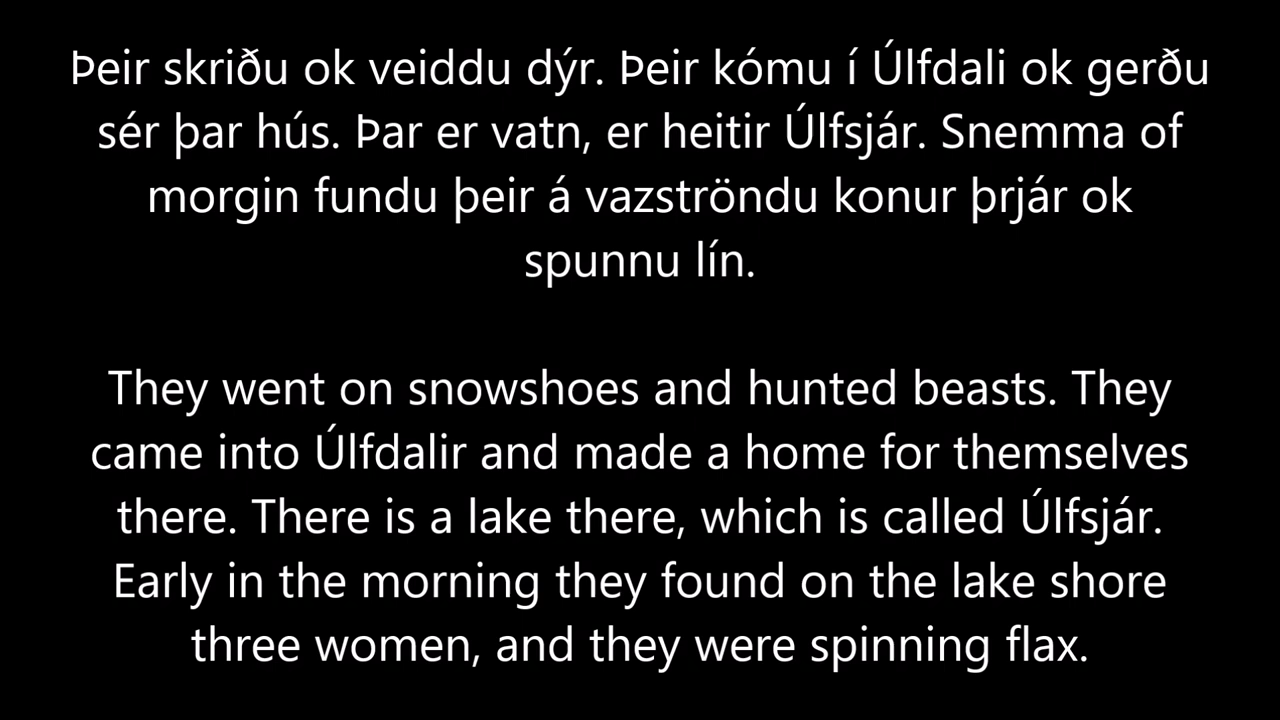 Þeir skriðu ok veiddu dýr. Þeir kómu í Úlfdali ok gerðu
sér þar hús. Þar er vatn, er heitir Úlfsjár. Snemma of
morgin fundu þeir á vazströndu konur þrjár ok
spunnu lín.
They went on snowshoes and hunted beasts. They
came into Úlfdalir and made a home for themselves
there. There is a lake there, which is called Úlfsjár.
Early in the morning they found on the lake shore
three women, and they were spinning flax.